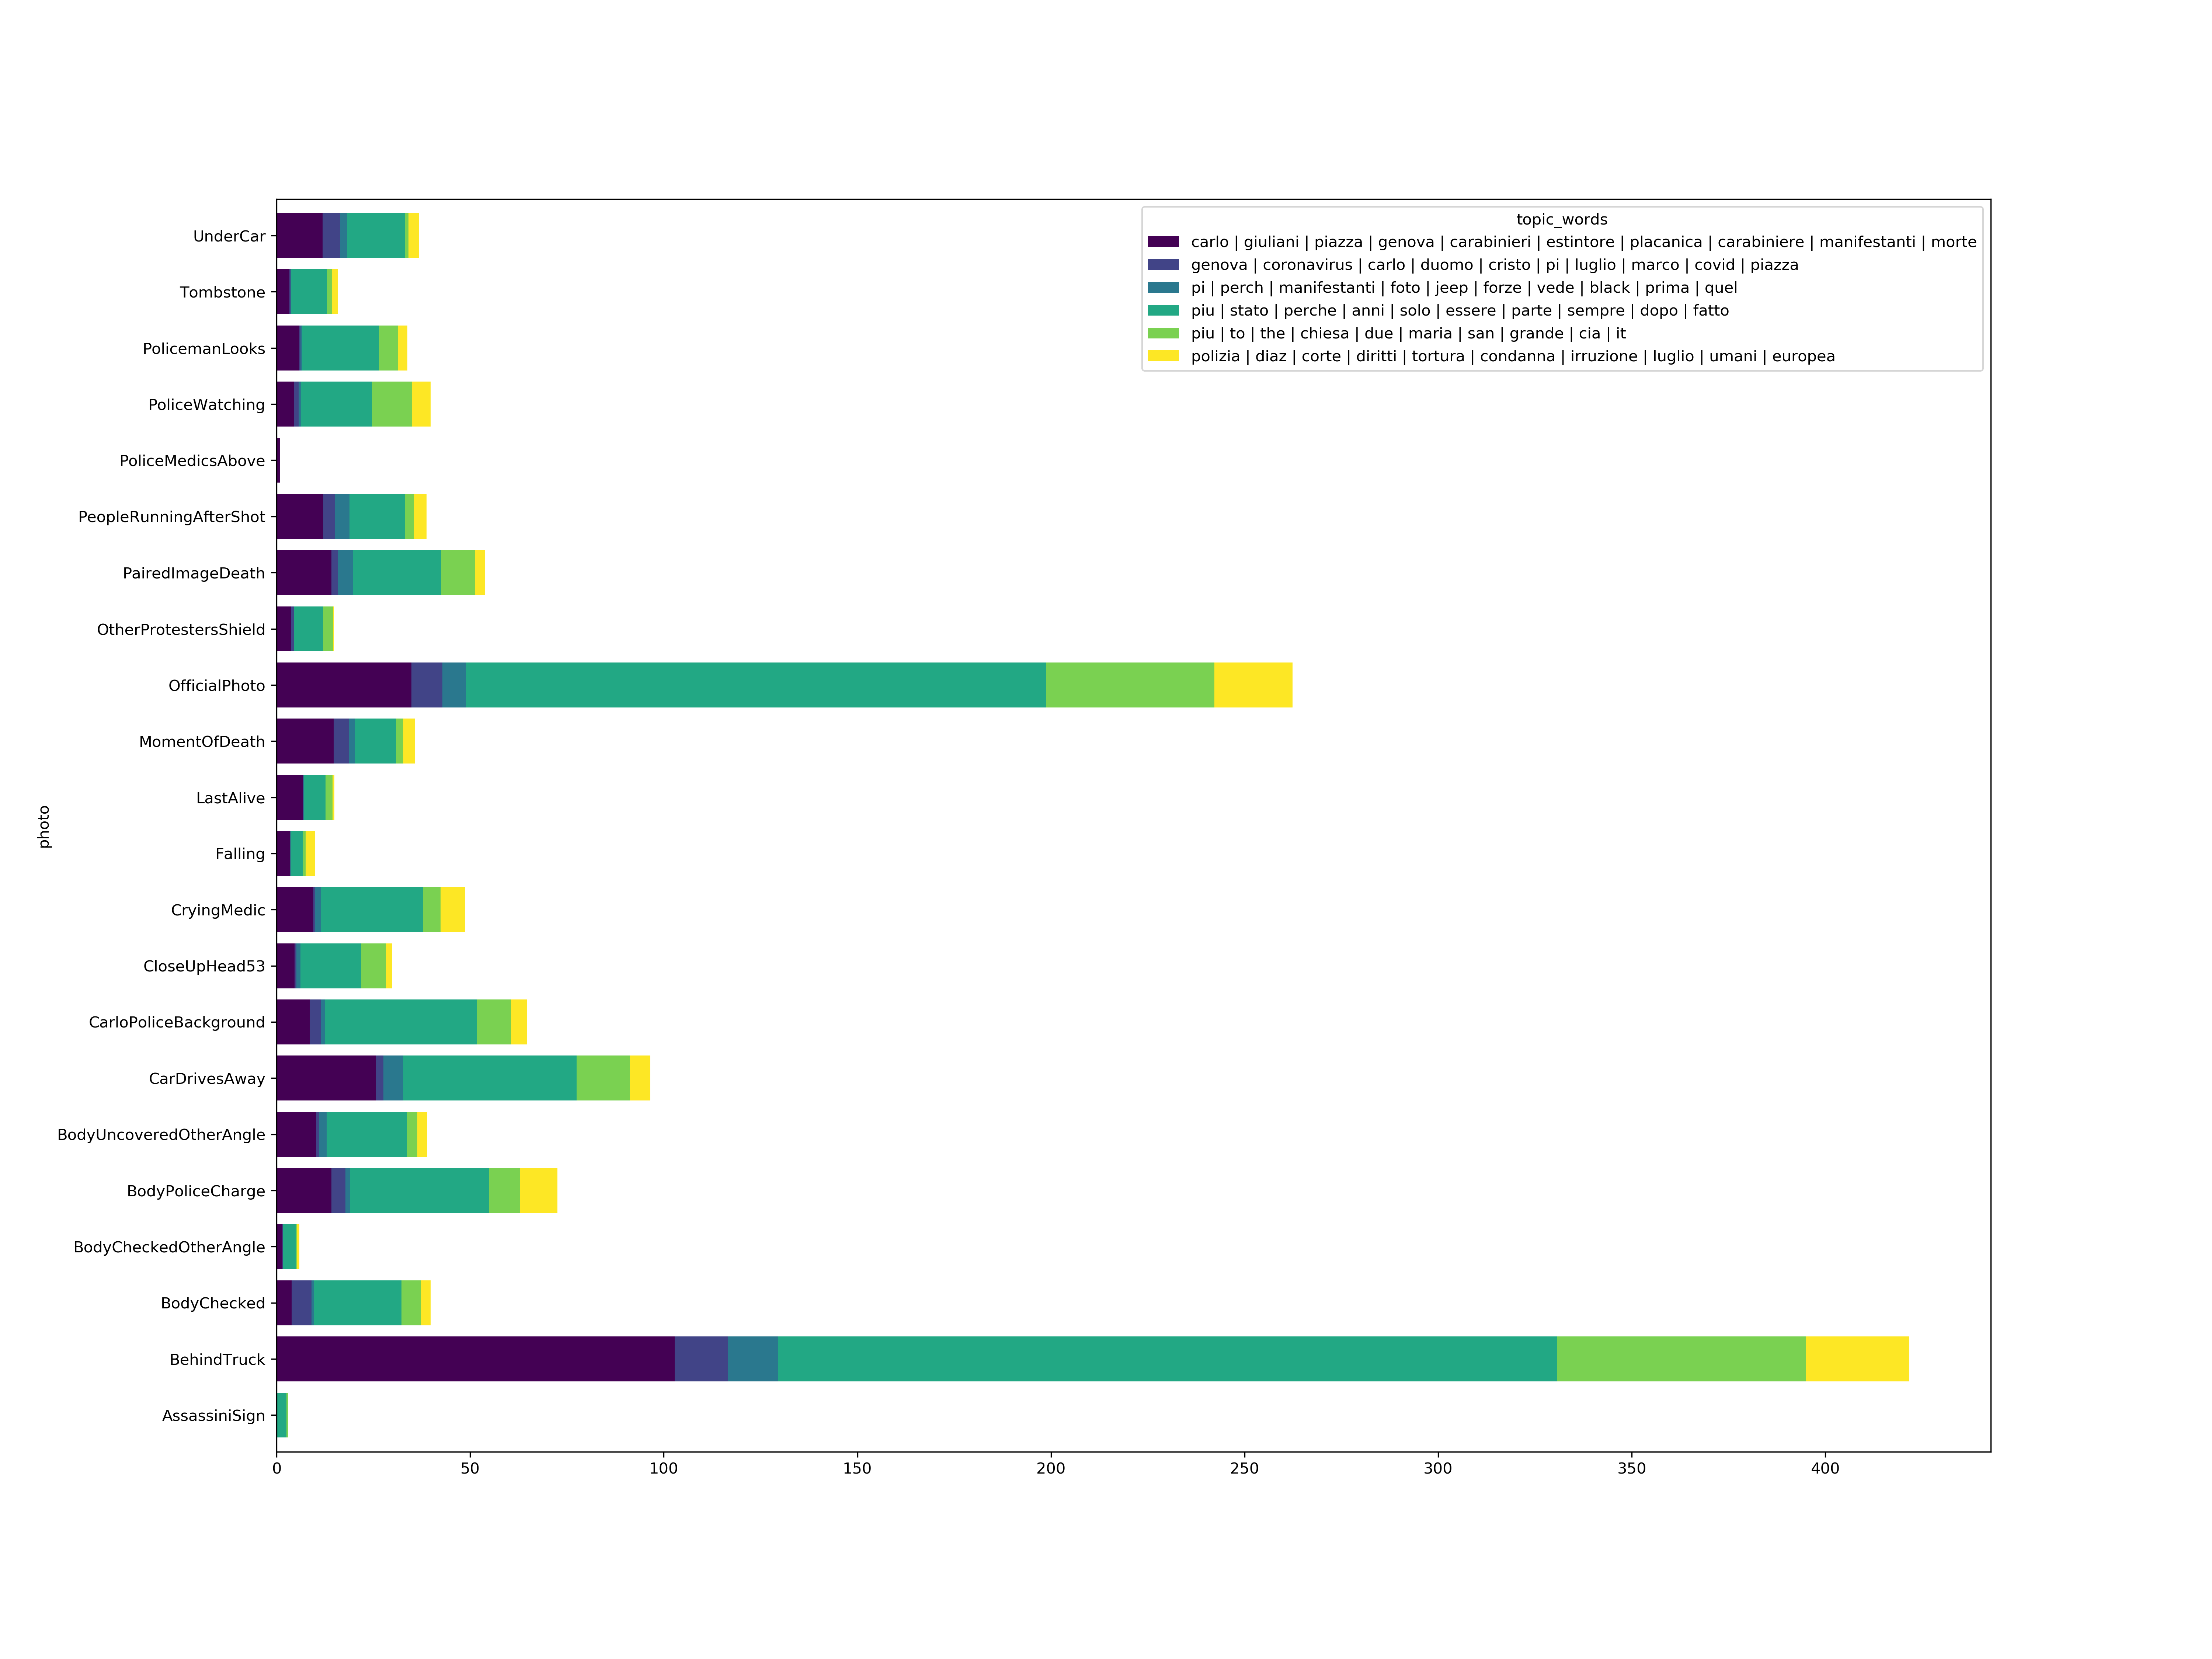 topic_words
carlo | giuliani | piazza | genova | carabinieri | estintore | placanica | carabiniere | manifestanti | morte
genova | coronavirus | carlo | duomo | cristo | pi | luglio | marco | covid | piazza
pi | perch | manifestanti | foto | jeep | forze | vede | black | prima | quel
piu | stato | perche | anni | solo | essere | parte | sempre | dopo | fatto
piu | to | the | chiesa | due | maria | san | grande | cia | it
polizia | diaz | corte | diritti | tortura | condanna | irruzione | luglio | umani | europea
UnderCar
Tombstone
PolicemanLooks
PoliceWatching
PoliceMedicsAbove
PeopleRunningAfterShot
PairedImageDeath
OtherProtestersShield
OfficialPhoto
MomentOfDeath
LastAlive
Falling
CryingMedic
CloseUpHead53
CarloPoliceBackground
CarDrivesAway
BodyUncoveredOtherAngle
BodyPoliceCharge
BodyCheckedOtherAngle
BodyChecked
BehindTruck
AssassiniSign
photo
0 50 100 150 200 250 300 350 400